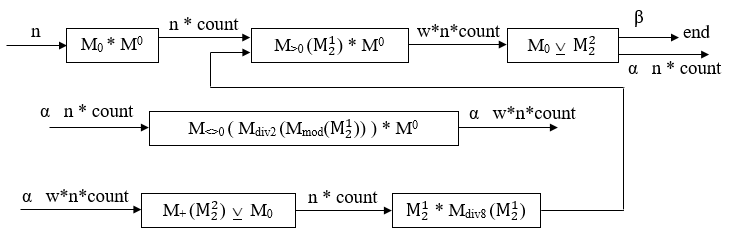 n
M₀ * M⁰
n * count
M>0 (M₂¹) * M⁰
w*n*count
M₀ ⊻ M₂²
β
end
α n * count
α n * count
M<>0 ( Mdiv2 (Mmod(M₂¹)) ) * M⁰
α w*n*count
α w*n*count
M₊ (M₂²) ⊻ M₀
n * count
M₂¹ * Mdiv8 (M₂¹)